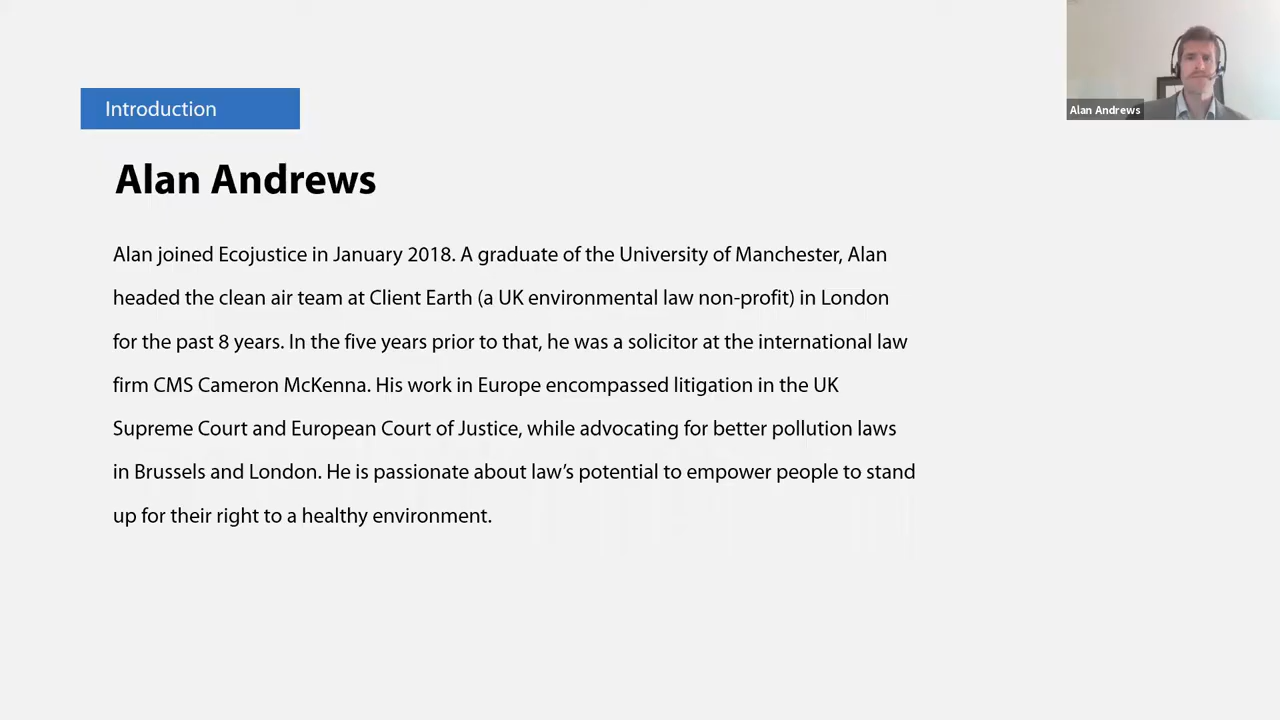 Introduction
Alan Andrews
Alan joined Ecojustice in January 2018. A graduate of the University of Manchester, Alan
headed the clean air team at Client Earth (a UK environmental law non-profit) in London
for the past 8 years. In the five years prior to that, he was a solicitor at the international law
firm CMS Cameron McKenna. His work in Europe encompassed litigation in the UK
Supreme Court and European Court of Justice, while advocating for better pollution laws
in Brussels and London. He is passionate about law’s potential to empower people to stand
up for their right to a healthy environment.
Alan Andrews